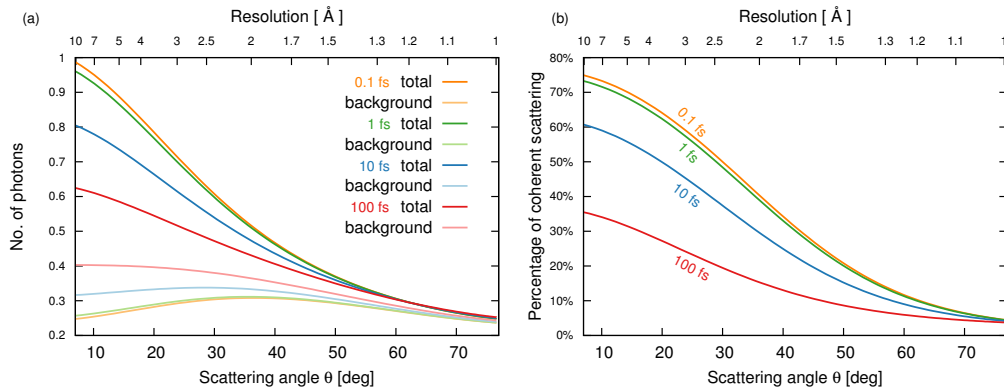 (a)
Resolution [ Å ]
10 7 5 4 3 2.5 2 1.7 1.5 1.3 1.2 1.1 1
No. of photons
1
0.9
0.8
0.7
0.6
0.5
0.4
0.3
0.2
0.1 fs total
background
1 fs total
background
10 fs total
background
100 fs total
background
10 20 30 40 50 60 70
Scattering angle θ [deg]
(b)
Resolution [ Å ]
10 7 5 4 3 2.5 2 1.7 1.5 1.3 1.2 1.1 1
Percentage of coherent scattering
80%
70%
60%
50%
40%
30%
20%
10%
0%
0.1 fs
1 fs
10 fs
100 fs
10 20 30 40 50 60 70
Scattering angle θ [deg]